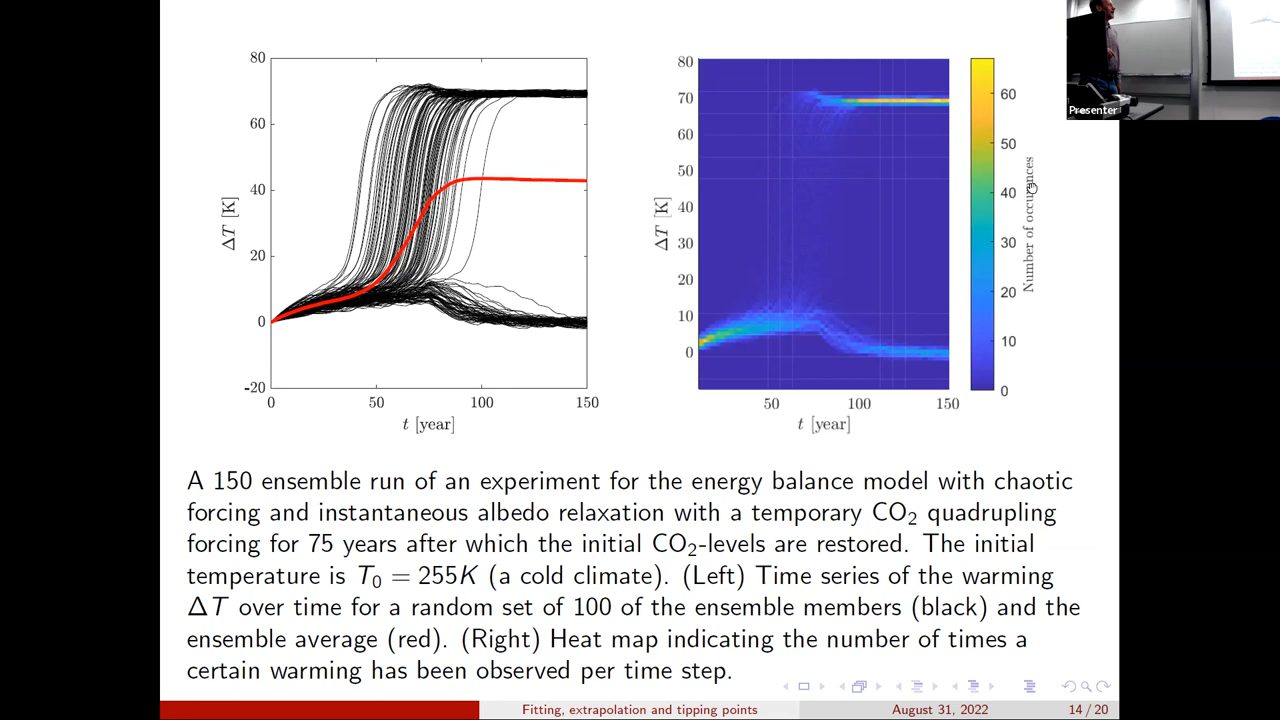 80
60
40
20
0
-20
0
50
100
150
ΔT [K]
t [year]
80
70
60
50
40
30
20
10
0
50
100
150
ΔT [K]
t [year]
60
50
40
30
20
10
0
Number of occurances
Presenter
A 150 ensemble run of an experiment for the energy balance model with chaotic
forcing and instantaneous albedo relaxation with a temporary CO₂ quadrupling
forcing for 75 years after which the initial CO₂-levels are restored. The initial
temperature is T₀ = 255K (a cold climate). (Left) Time series of the warming
ΔT over time for a random set of 100 of the ensemble members (black) and the
ensemble average (red). (Right) Heat map indicating the number of times a
certain warming has been observed per time step.
Fitting, extrapolation and tipping points
August 31, 2022
14 / 20